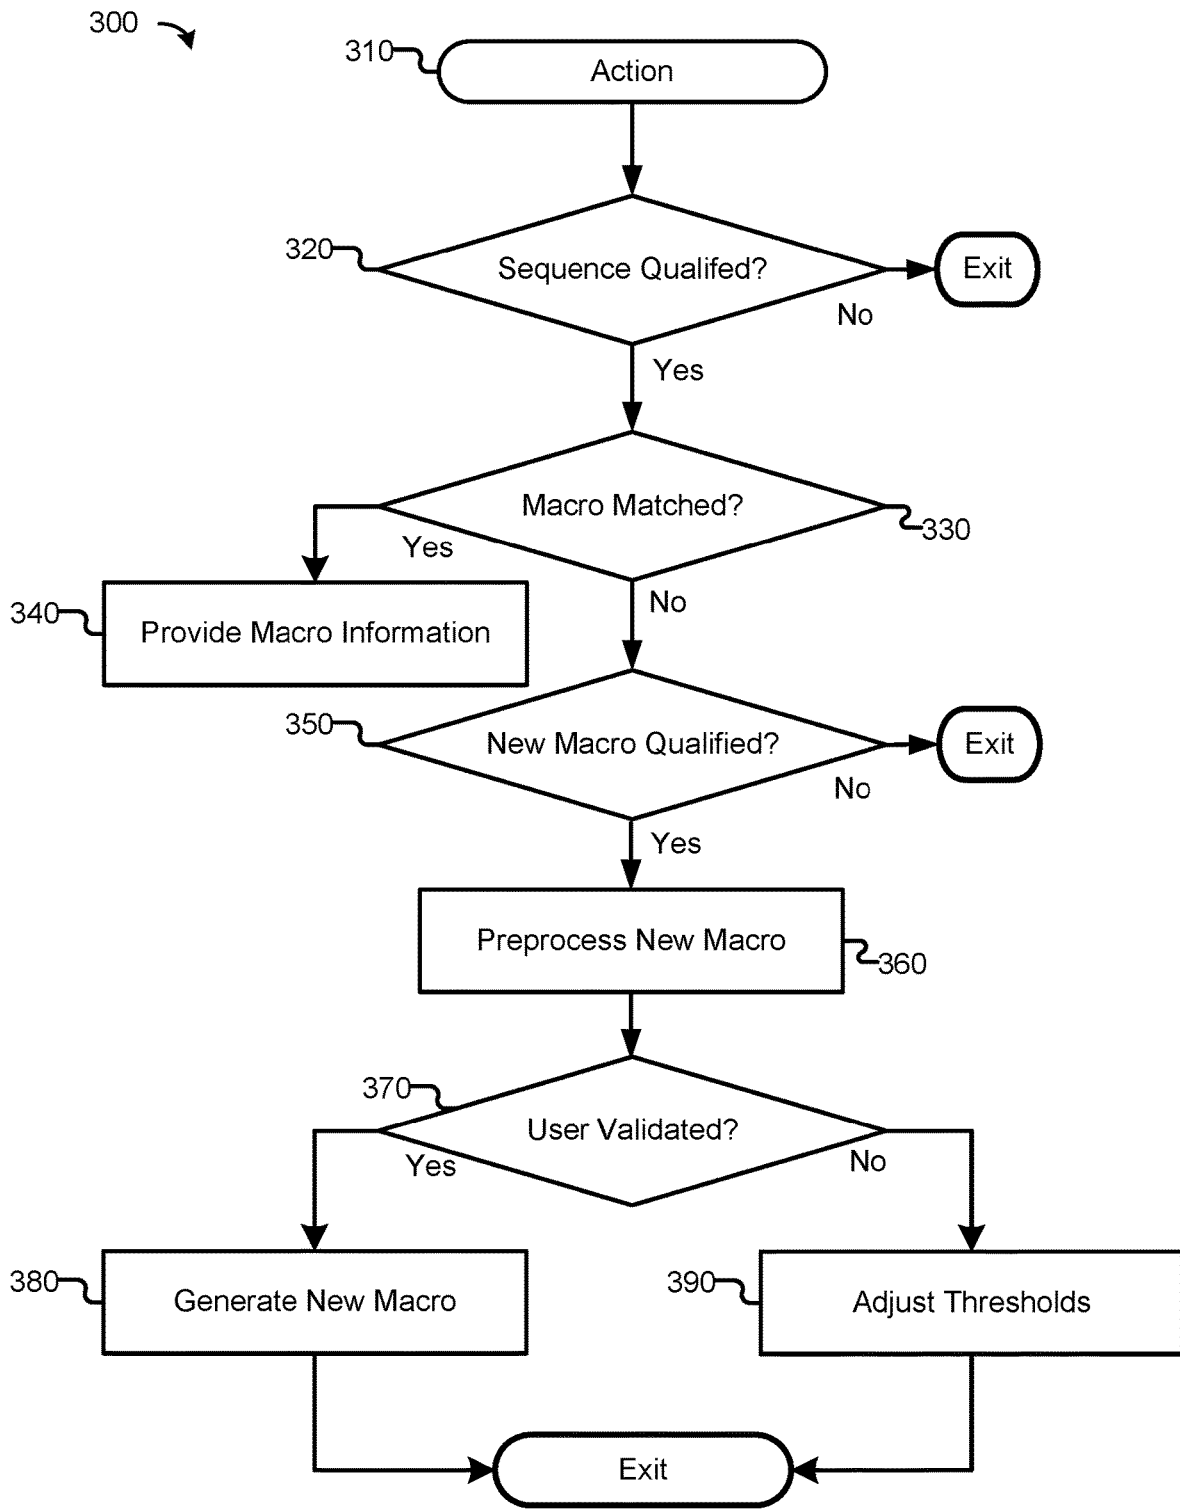 300
310
Action
320
Sequence Qualifed?
Exit
No
Yes
Macro Matched?
330
Yes
No
340
Provide Macro Information
350
New Macro Qualified?
Exit
No
Yes
Preprocess New Macro
360
370
User Validated?
Yes
No
380
Generate New Macro
390
Adjust Thresholds
Exit